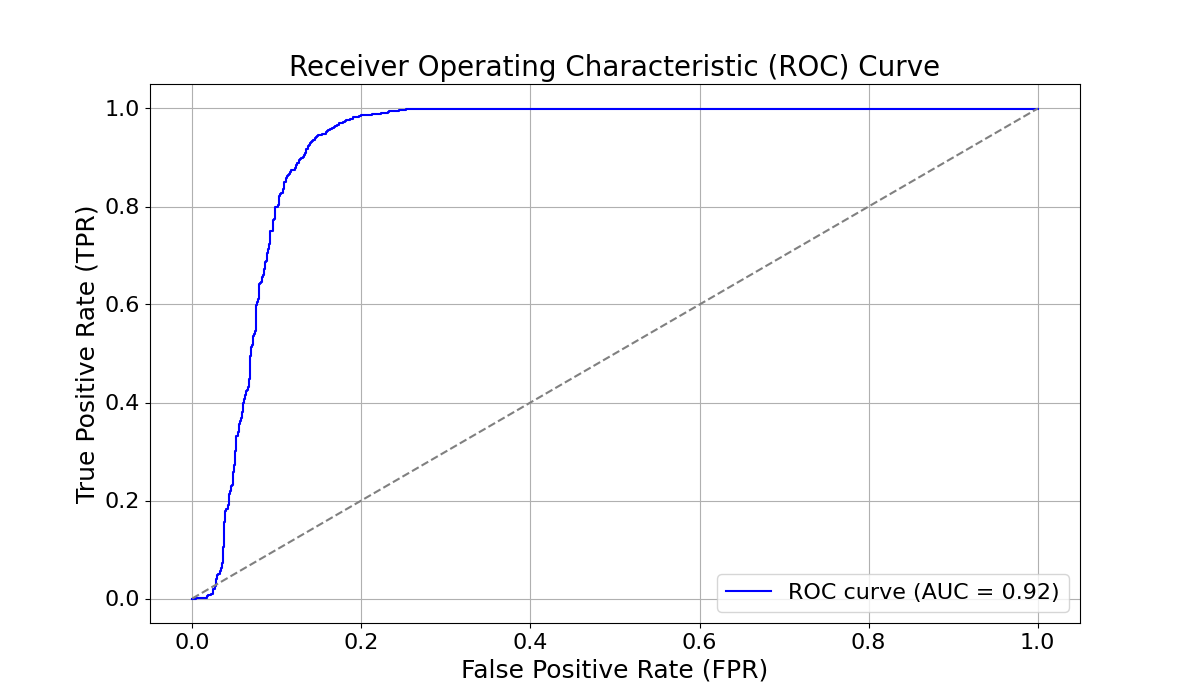 Receiver Operating Characteristic (ROC) Curve
True Positive Rate (TPR)
1.0
0.8
0.6
0.4
0.2
0.0
ROC curve (AUC = 0.92)
0.0 0.2 0.4 0.6 0.8 1.0
False Positive Rate (FPR)